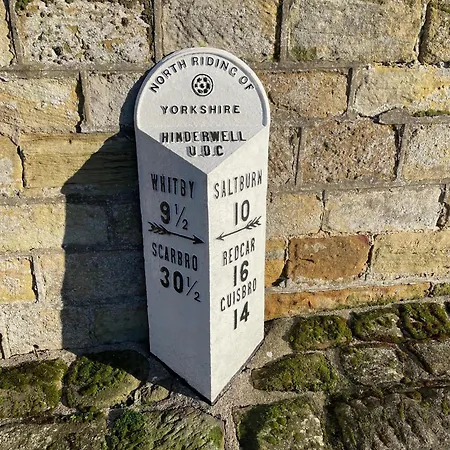 NORTH RIDING OF
YORKSHIRE
HINDERWELL
U.D.C
WHITBY
9½
SCARBRO
30½
SALTBURN
10
REDCAR
16
GUISBRO
14